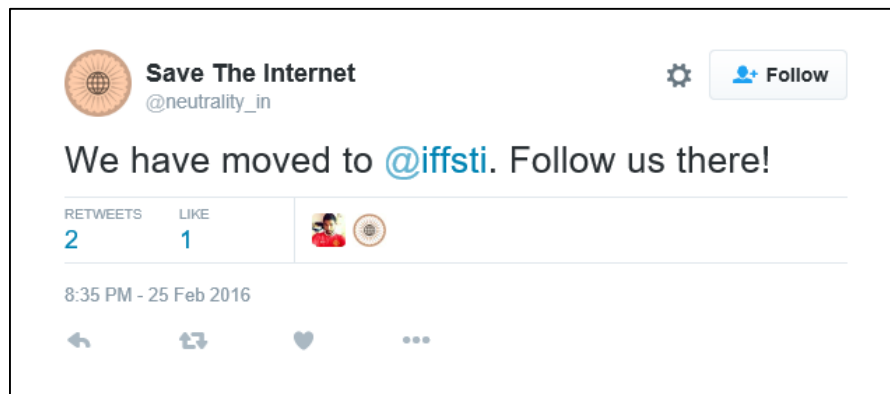 Save The Internet
@neutrality_in
Follow
We have moved to @iffsti. Follow us there!
RETWEETS LIKE
2 1
8:35 PM - 25 Feb 2016